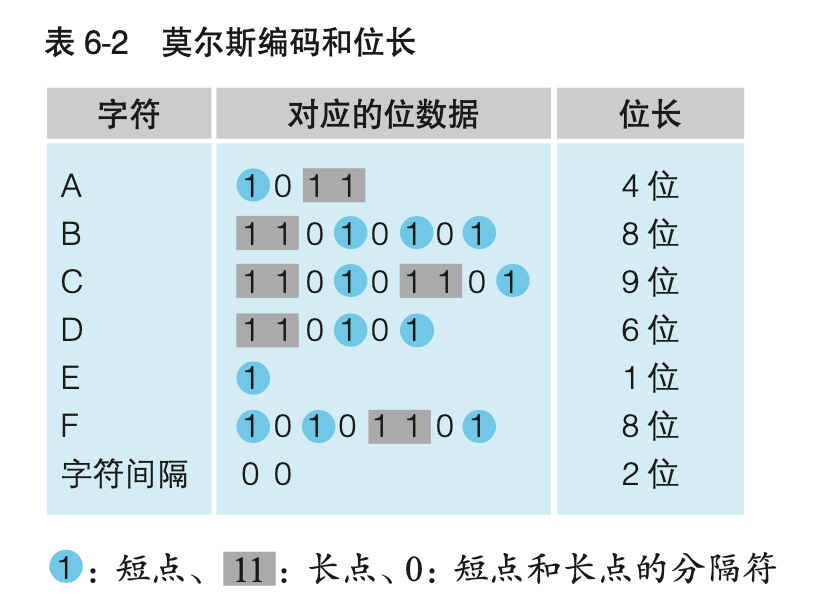 表 6-2 莫尔斯编码和位长
字符 对应的位数据 位长
A 1 0 1 1 4 位
B 1 1 0 1 0 1 0 1 8 位
C 1 1 0 1 0 1 1 0 1 9 位
D 1 1 0 1 0 1 6 位
E 1 1 位
F 1 0 1 0 1 1 0 1 8 位
字符间隔 0 0 2 位
1：短点、11：长点、0：短点和长点的分隔符